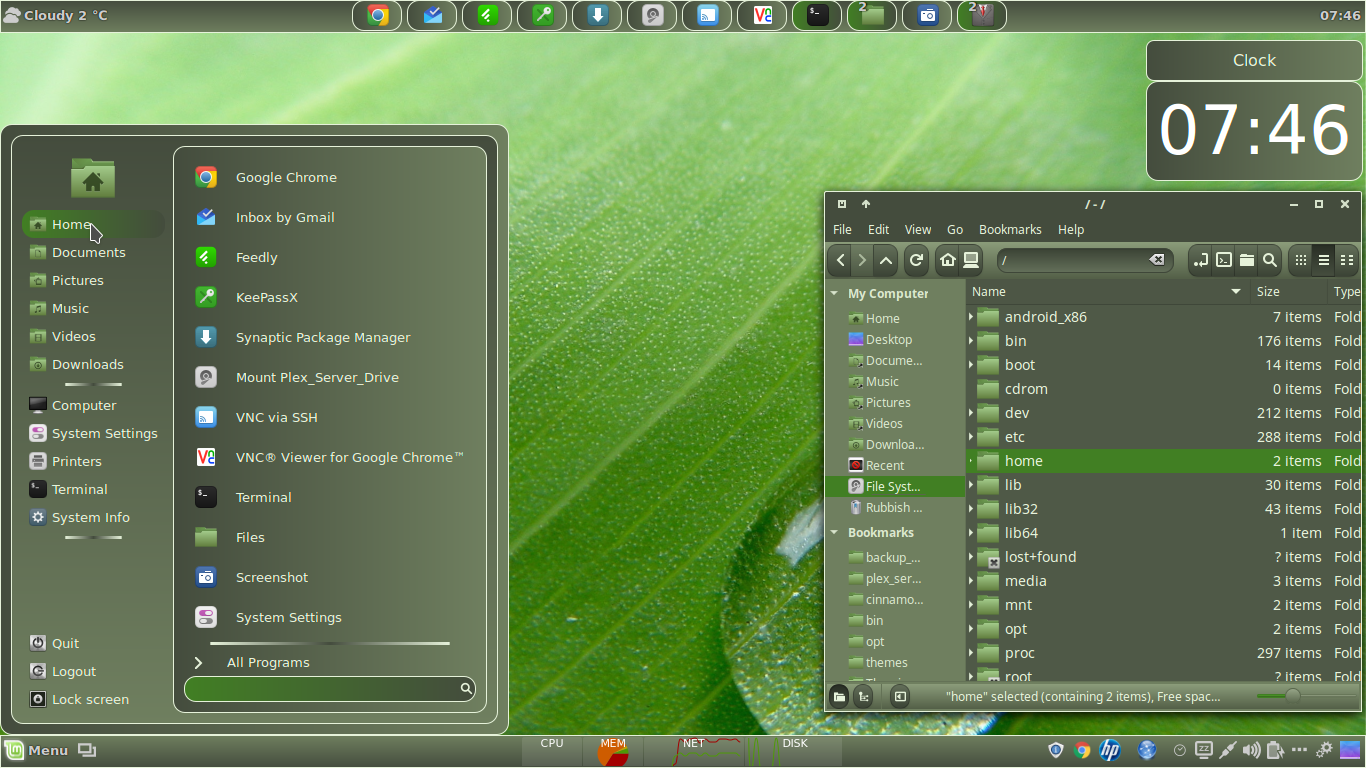 Cloudy 2 °C
2
2
07:46
Clock
07:46
Home
Documents
Pictures
Music
Videos
Downloads
Computer
System Settings
Printers
Terminal
System Info
Quit
Logout
Lock screen
Google Chrome
Inbox by Gmail
Feedly
KeePassX
Synaptic Package Manager
Mount Plex_Server_Drive
VNC via SSH
VNC® Viewer for Google Chrome™
Terminal
Files
Screenshot
System Settings
All Programs
/ - /
File Edit View Go Bookmarks Help
/
My Computer
Home
Desktop
Docume...
Music
Pictures
Videos
Downloa...
Recent
File Syst...
Rubbish ...
Bookmarks
backup_...
plex_ser...
cinnamo...
bin
opt
themes
Name Size Type
android_x86 7 items Fold
bin 176 items Fold
boot 14 items Fold
cdrom 0 items Fold
dev 212 items Fold
etc 288 items Fold
home 2 items Fold
lib 30 items Fold
lib32 43 items Fold
lib64 1 item Fold
lost+found ? items Fold
media 3 items Fold
mnt 2 items Fold
opt 2 items Fold
proc 297 items Fold
root ? items Fold
"home" selected (containing 2 items), Free spac...
Menu
CPU MEM NET DISK
hp
zz